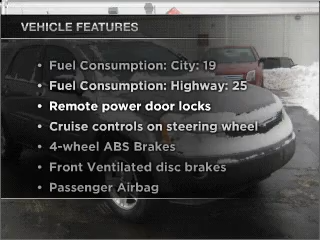 VEHICLE FEATURES
• Fuel Consumption: City: 19
• Fuel Consumption: Highway: 25
• Remote power door locks
• Cruise controls on steering wheel
• 4-wheel ABS Brakes
• Front Ventilated disc brakes
• Passenger Airbag